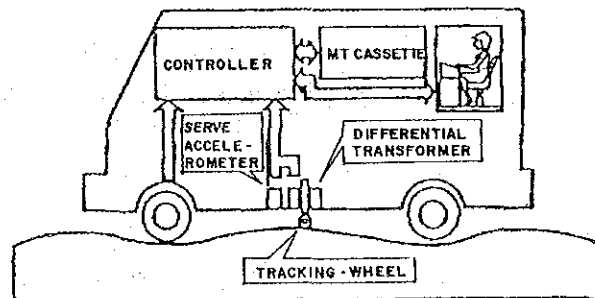 CONTROLLER
MT CASSETTE
SERVE
ACCELE-
ROMETER
DIFFERENTIAL
TRANSFORMER
TRACKING-WHEEL